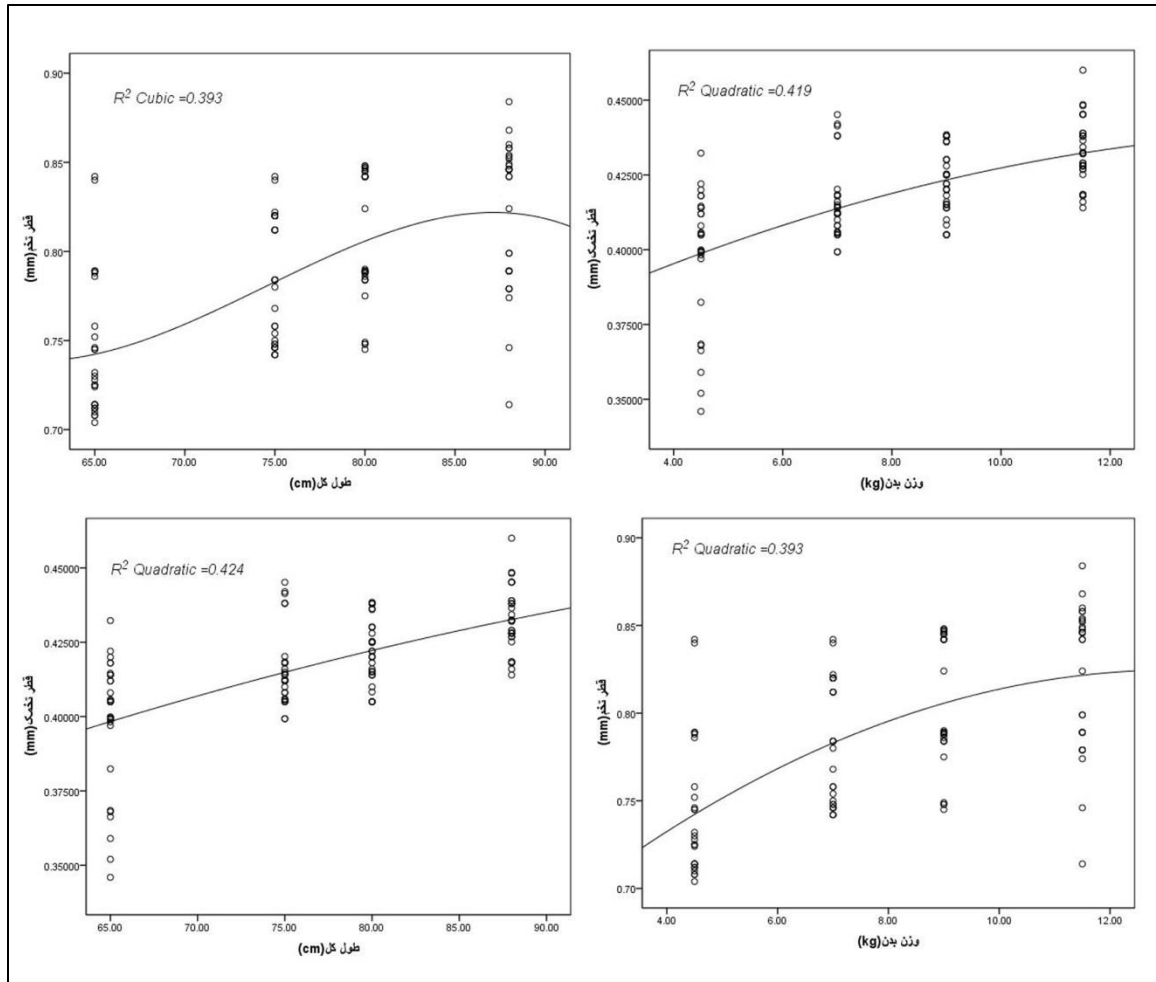 R² Cubic =0.393
0.90
0.85
0.80
0.75
0.70
قطر تخم(mm)
65.00 70.00 75.00 80.00 85.00 90.00
طول کل(cm)
R² Quadratic =0.419
0.45000
0.42500
0.40000
0.37500
0.35000
قطر تخمک(mm)
4.00 6.00 8.00 10.00 12.00
وزن بدن(kg)
R² Quadratic =0.424
0.45000
0.42500
0.40000
0.37500
0.35000
قطر تخمک(mm)
65.00 70.00 75.00 80.00 85.00 90.00
طول کل(cm)
R² Quadratic =0.393
0.90
0.85
0.80
0.75
0.70
قطر تخم(mm)
4.00 6.00 8.00 10.00 12.00
وزن بدن(kg)